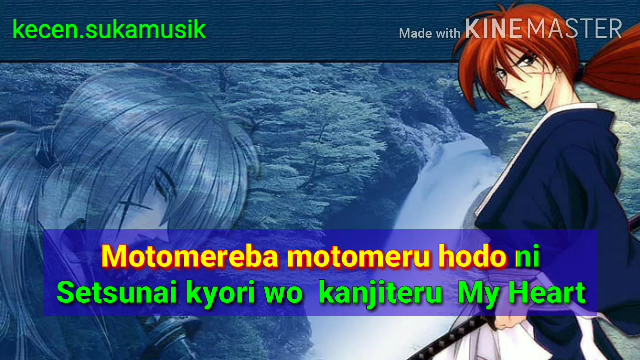 kecen.sukamusik
Made with KINEMASTER
Motomereba motomeru hodo ni
Setsunai kyori wo kanjiteru My Heart